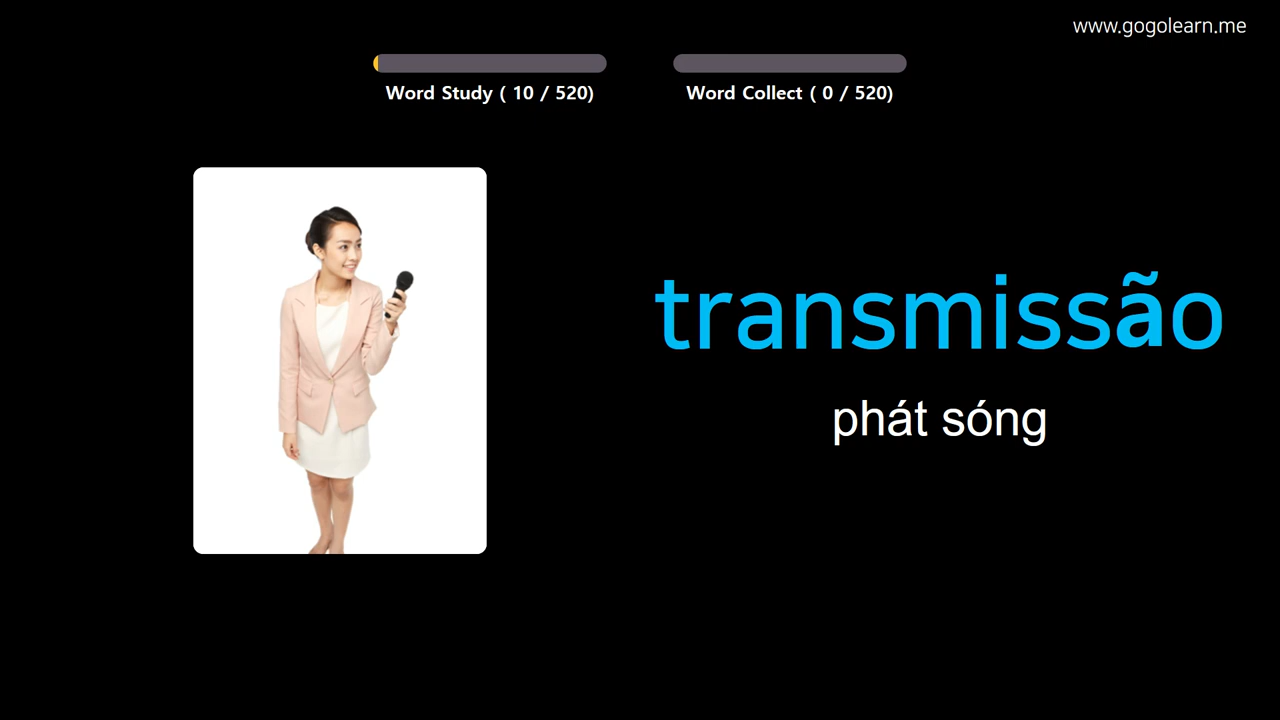 www.gogolearn.me
Word Study ( 10 / 520)
Word Collect ( 0 / 520)
transmissão
phát sóng